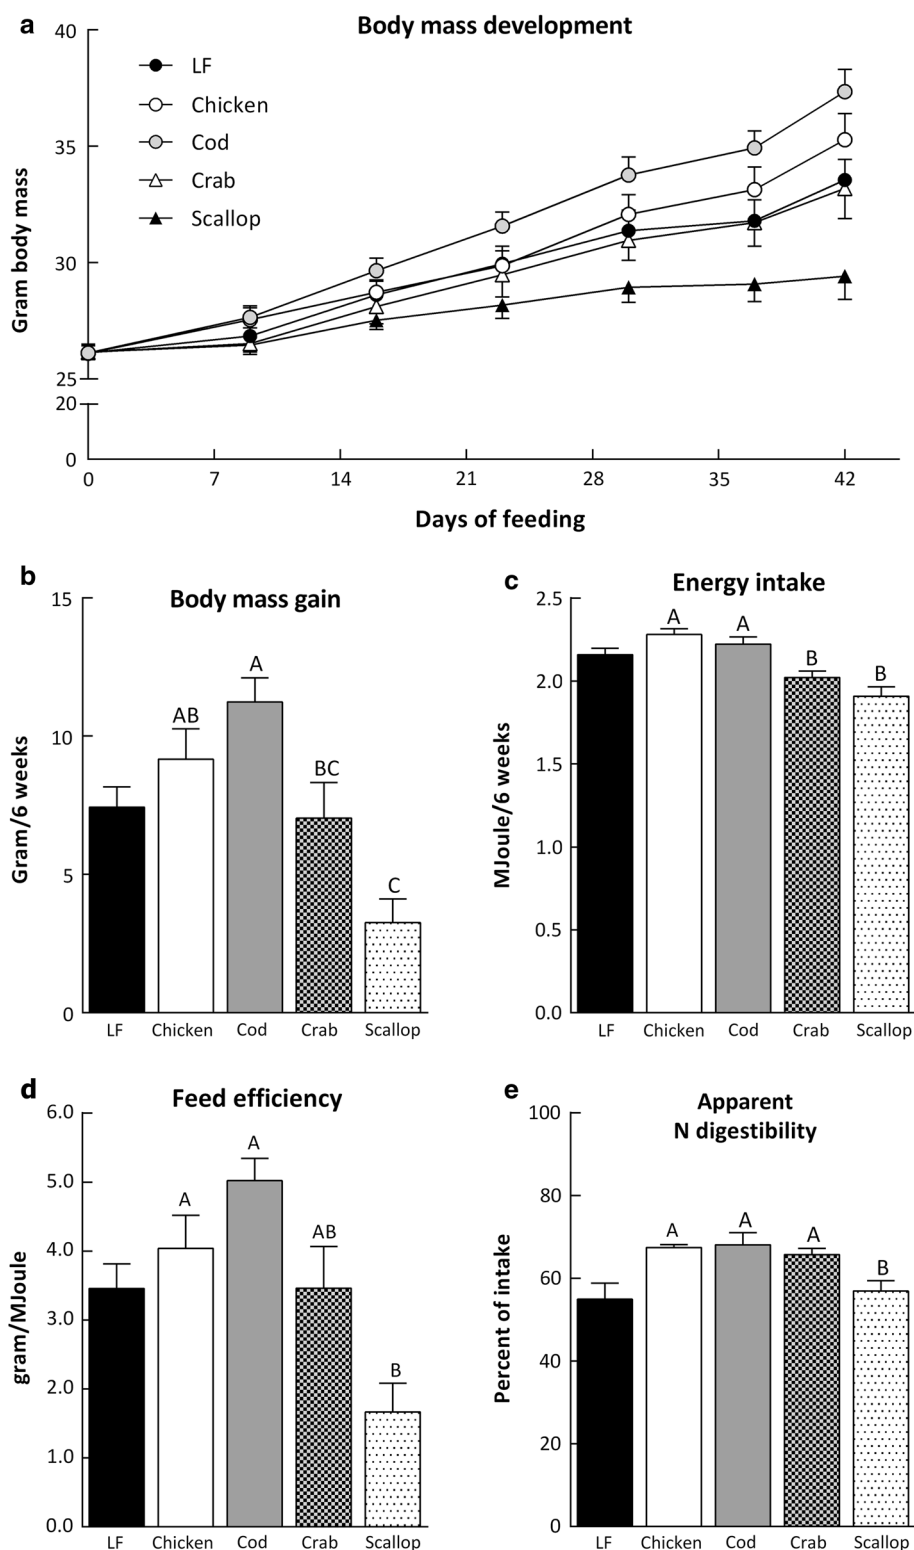 a
Body mass development
40
35
30
25
20
0
Gram body mass
LF
Chicken
Cod
Crab
Scallop
0 7 14 21 28 35 42
Days of feeding
b
Body mass gain
15
10
5
0
Gram/6 weeks
AB
A
BC
C
LF Chicken Cod Crab Scallop
c
Energy intake
2.5
2.0
1.5
1.0
0.5
0.0
MJoule/6 weeks
A
A
B
B
LF Chicken Cod Crab Scallop
d
Feed efficiency
6.0
5.0
4.0
3.0
2.0
1.0
0.0
gram/MJoule
A
A
AB
B
LF Chicken Cod Crab Scallop
e
Apparent
N digestibility
100
80
60
40
20
0
Percent of intake
A
A
A
B
LF Chicken Cod Crab Scallop